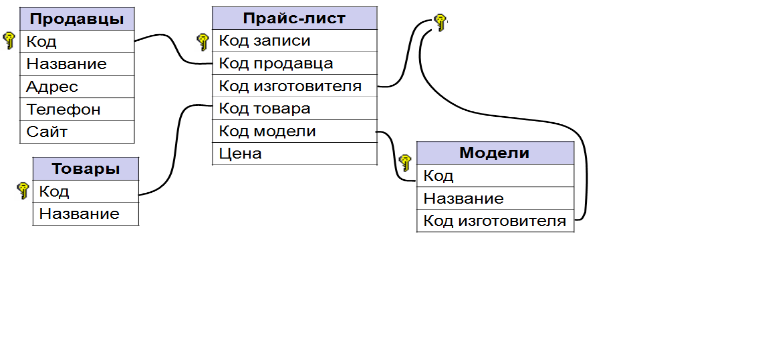 Продавцы
Код
Название
Адрес
Телефон
Сайт
Прайс-лист
Код записи
Код продавца
Код изготовителя
Код товара
Код модели
Цена
Товары
Код
Название
Модели
Код
Название
Код изготовителя